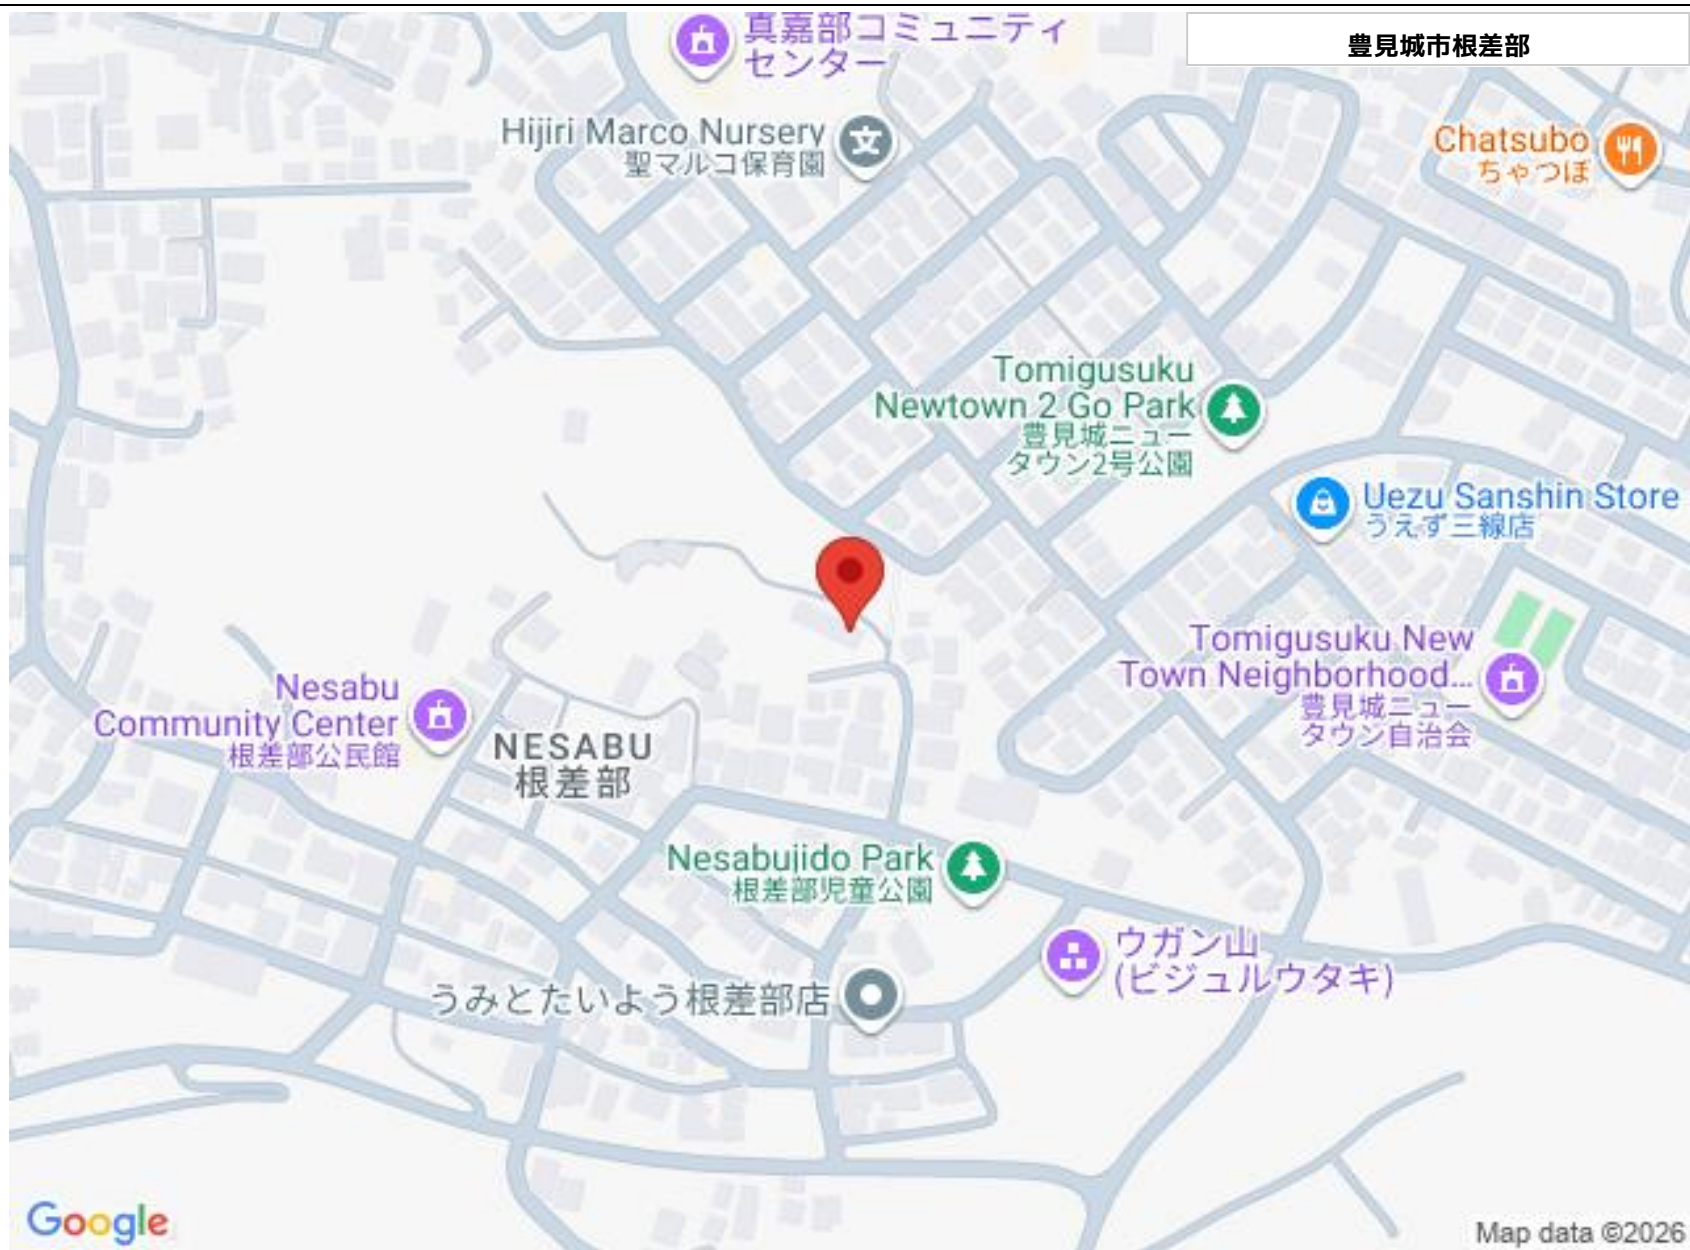 真嘉部コミュニティ
センター
豊見城市根差部
Hijiri Marco Nursery
聖マルコ保育園
Chatsubo
ちゃつぼ
Tomigusuku
Newtown 2 Go Park
豊見城ニュー
タウン2号公園
Uezu Sanshin Store
うえず三線店
Tomigusuku New
Town Neighborhood...
豊見城ニュー
タウン自治会
Nesabu
Community Center
根差部公民館
NESABU
根差部
Nesabujido Park
根差部児童公園
ウガン山
(ビジュルウタキ)
うみとたいよう根差部店
Google
Map data ©2026